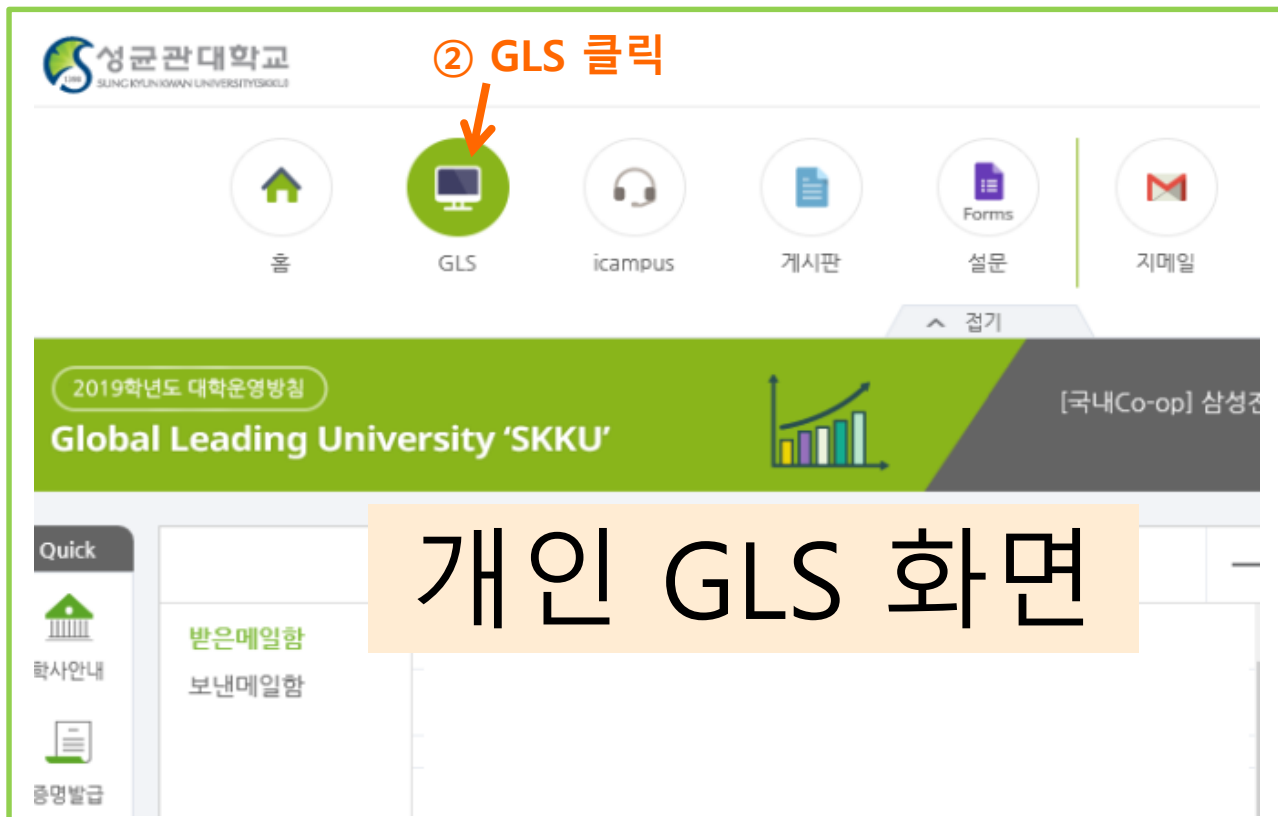 성균관대학교
SUNG KYUN KWAN UNIVERSITY(SKKU)
② GLS 클릭
홈
GLS
icampus
게시판
Forms
설문
지메일
접기
2019학년도 대학운영방침
Global Leading University ‘SKKU’
[국내Co-op] 삼성전
Quick
개인 GLS 화면
학사안내
받은메일함
보낸메일함
증명발급